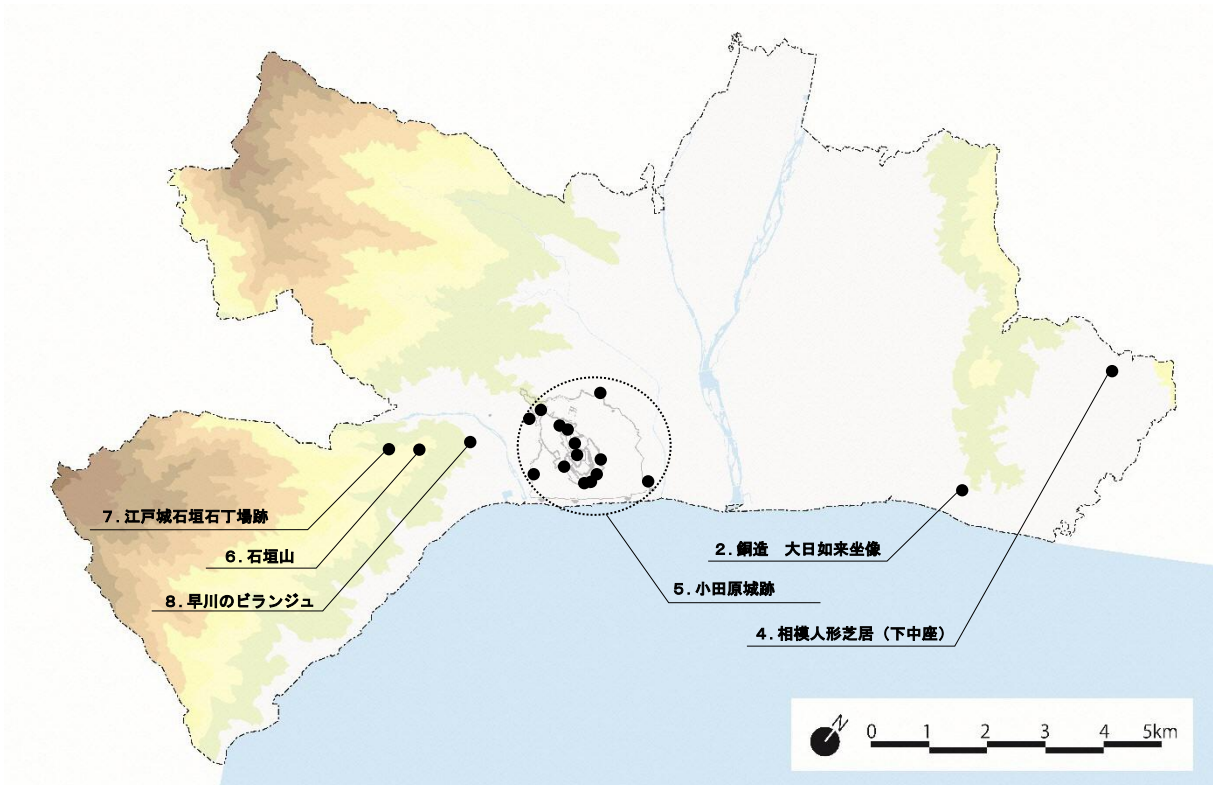 7.江戸城石垣石丁場跡
6.石垣山
8.早川のビランジュ
2.銅造　大日如来坐像
5.小田原城跡
4.相模人形芝居（下中座）
N
0 1 2 3 4 5km